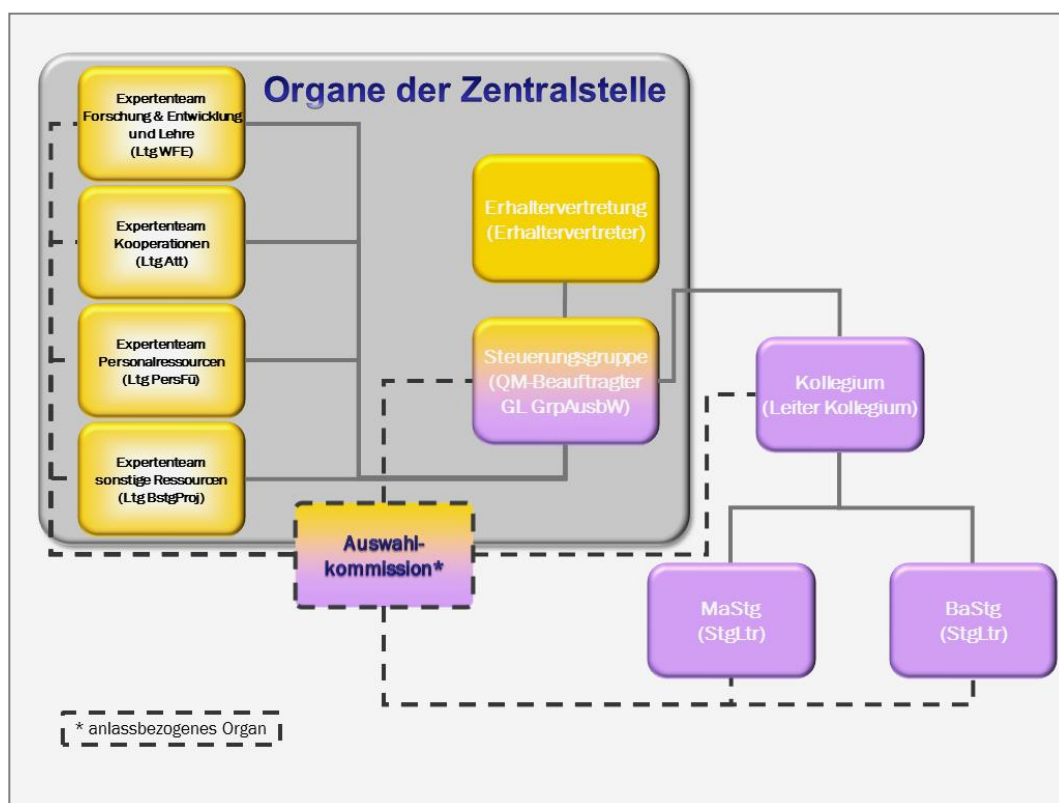 Organe der Zentralstelle
Expertenteam
Forschung & Entwicklung
und Lehre
(Ltg WFE)
Expertenteam
Kooperationen
(Ltg Att)
Expertenteam
Personalressourcen
(Ltg PersFü)
Expertenteam
sonstige Ressourcen
(Ltg BstgProj)
Erhaltervertretung
(Erhaltervertreter)
Steuerungsgruppe
(QM-Beauftragter
GL GrpAusbW)
Kollegium
(Leiter Kollegium)
Auswahl-
kommission*
MaStg
(StgLtr)
BaStg
(StgLtr)
* anlassbezogenes Organ